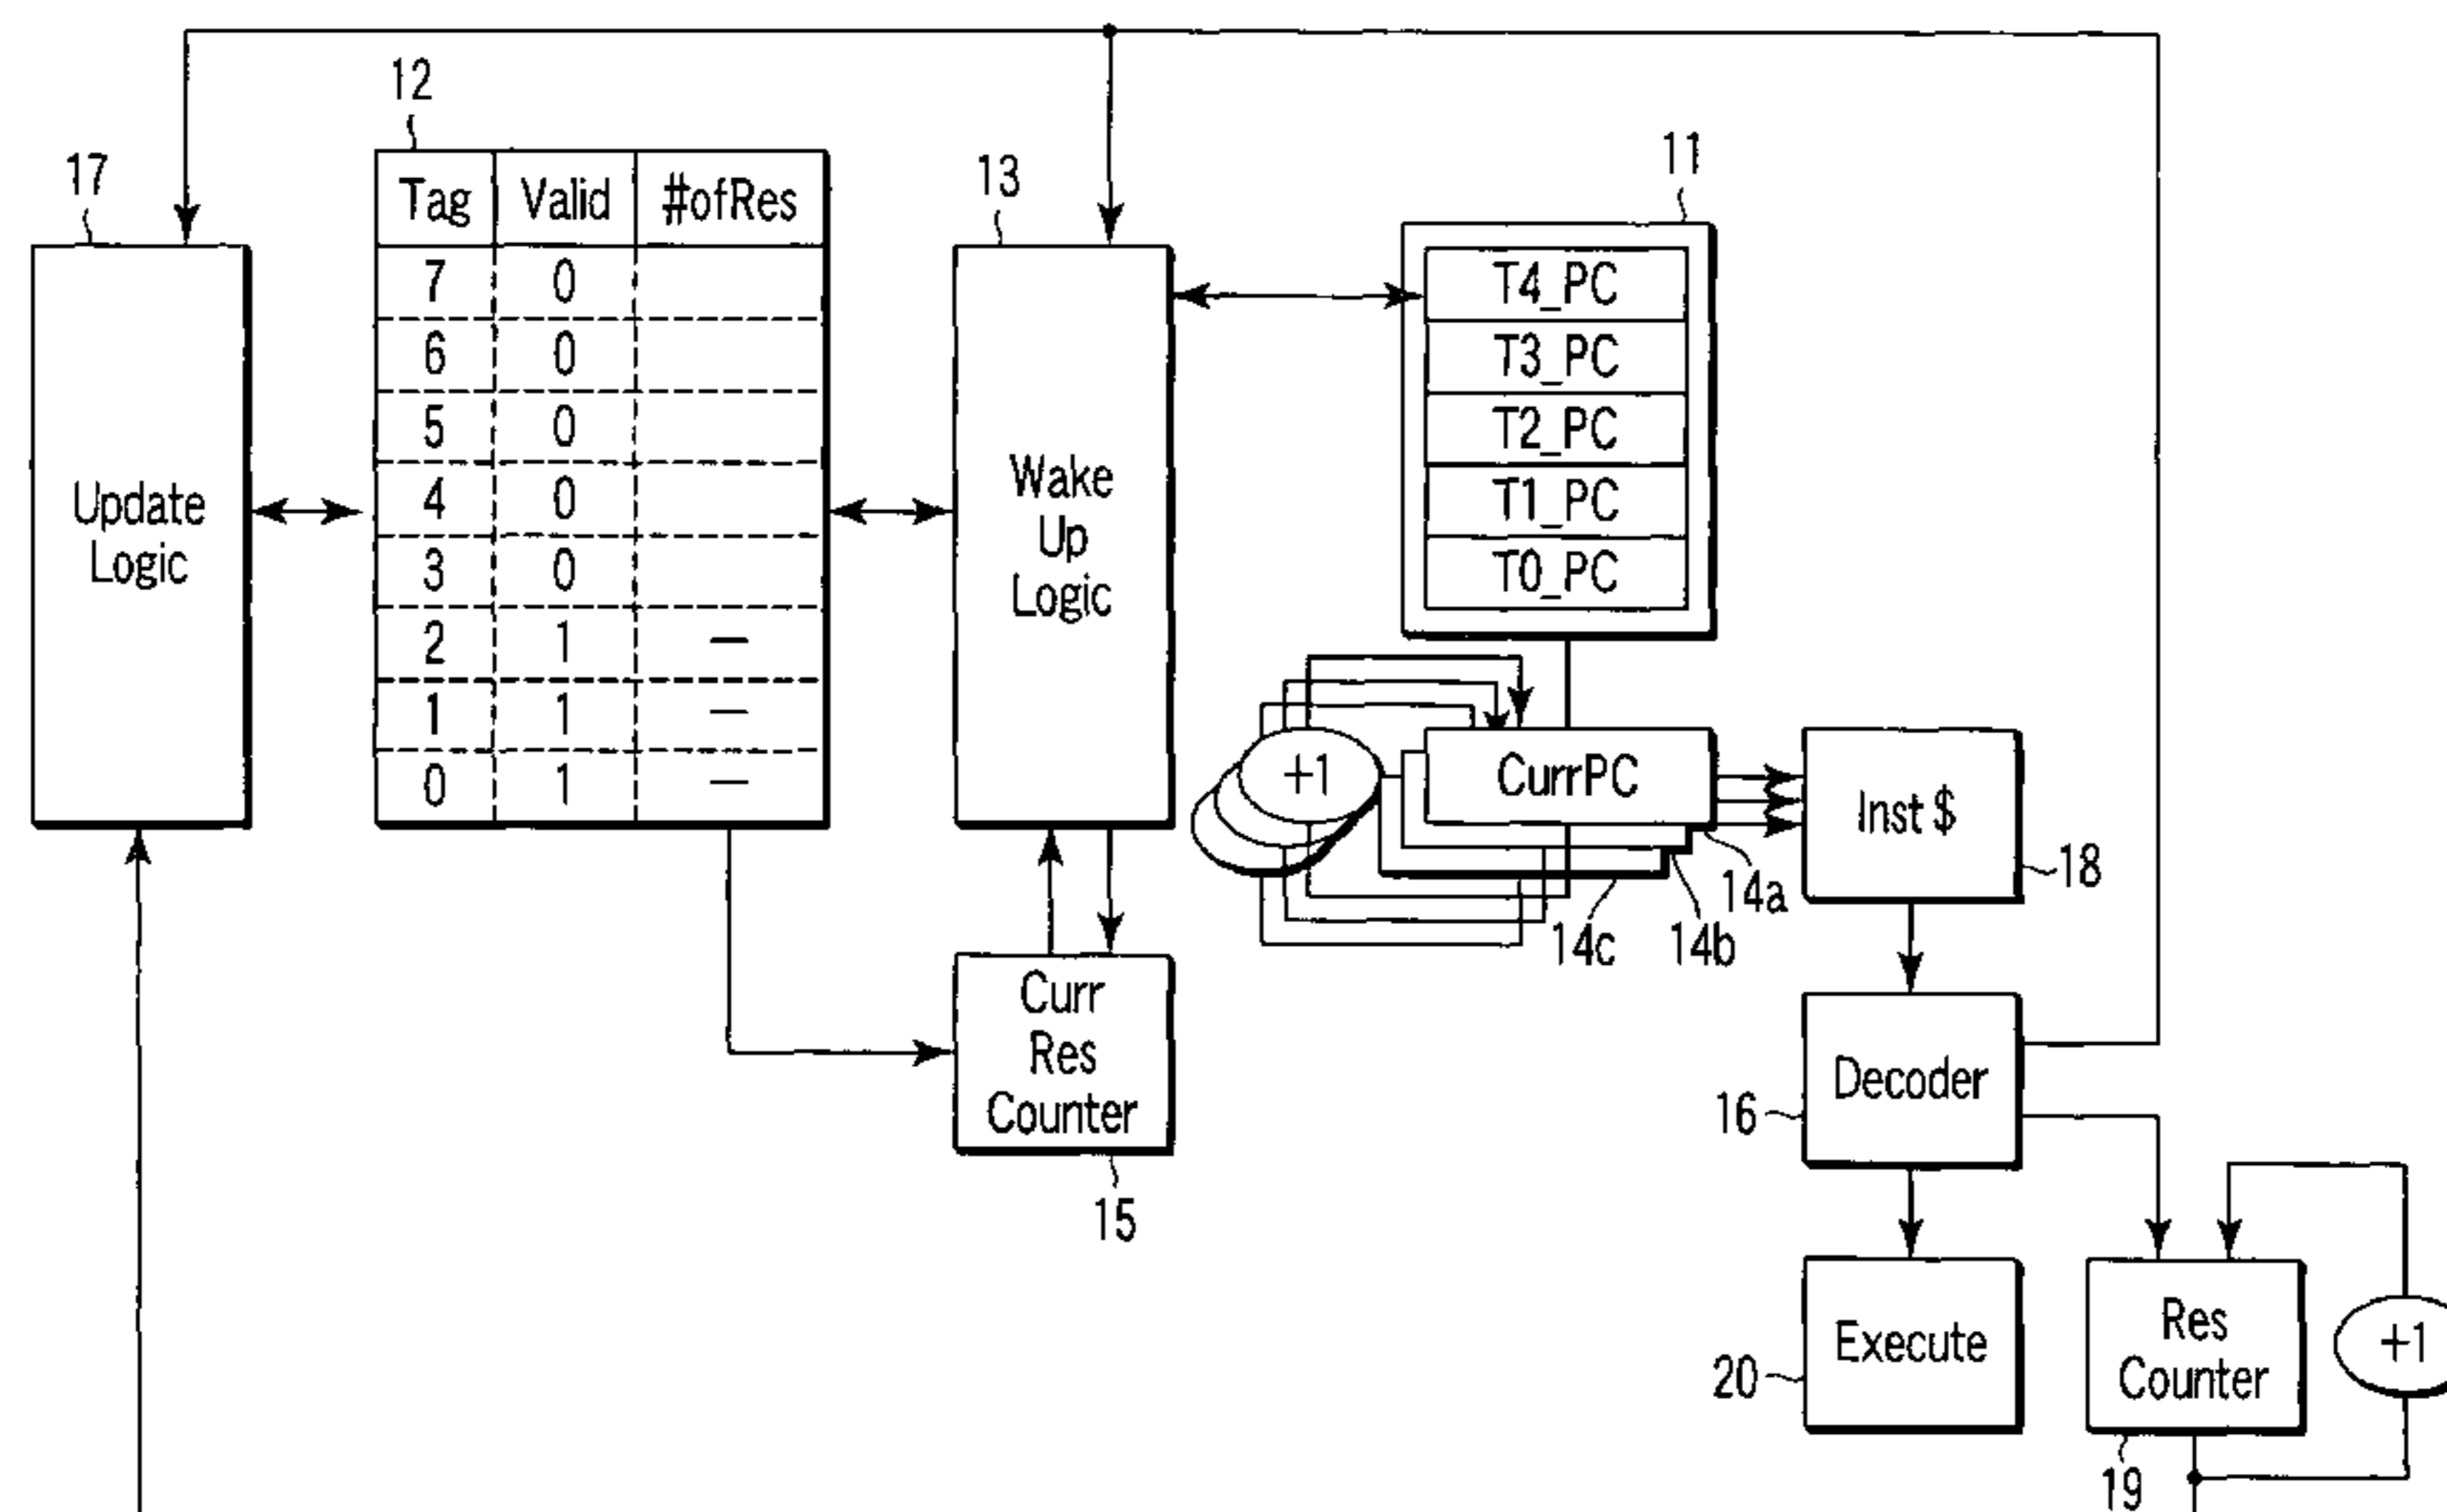 12
17
13
11
Tag Valid #ofRes
7 0
6 0
5 0
4 0
3 0
2 1 —
1 1 —
0 1 —
Update
Logic
Wake
Up
Logic
T4_PC
T3_PC
T2_PC
T1_PC
T0_PC
+1
CurrPC
Inst $
18
14a
14b
14c
Curr
Res
Counter
15
Decoder
16
Execute
20
Res
Counter
19
+1